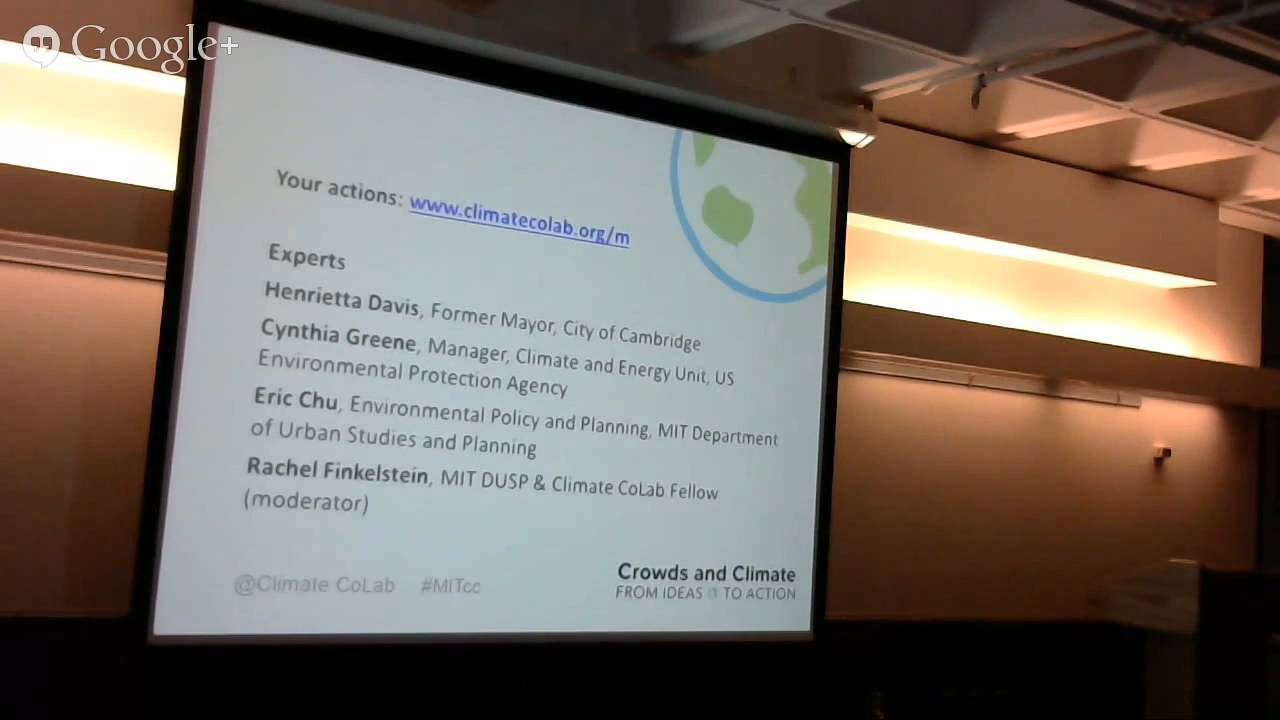 Google+
Your actions: www.climatecolab.org/m
Experts
Henrietta Davis, Former Mayor, City of Cambridge
Cynthia Greene, Manager, Climate and Energy Unit, US
Environmental Protection Agency
Eric Chu, Environmental Policy and Planning, MIT Department
of Urban Studies and Planning
Rachel Finkelstein, MIT DUSP & Climate CoLab Fellow
(moderator)
@Climate CoLab #MITcc
Crowds and Climate
FROM IDEAS TO ACTION